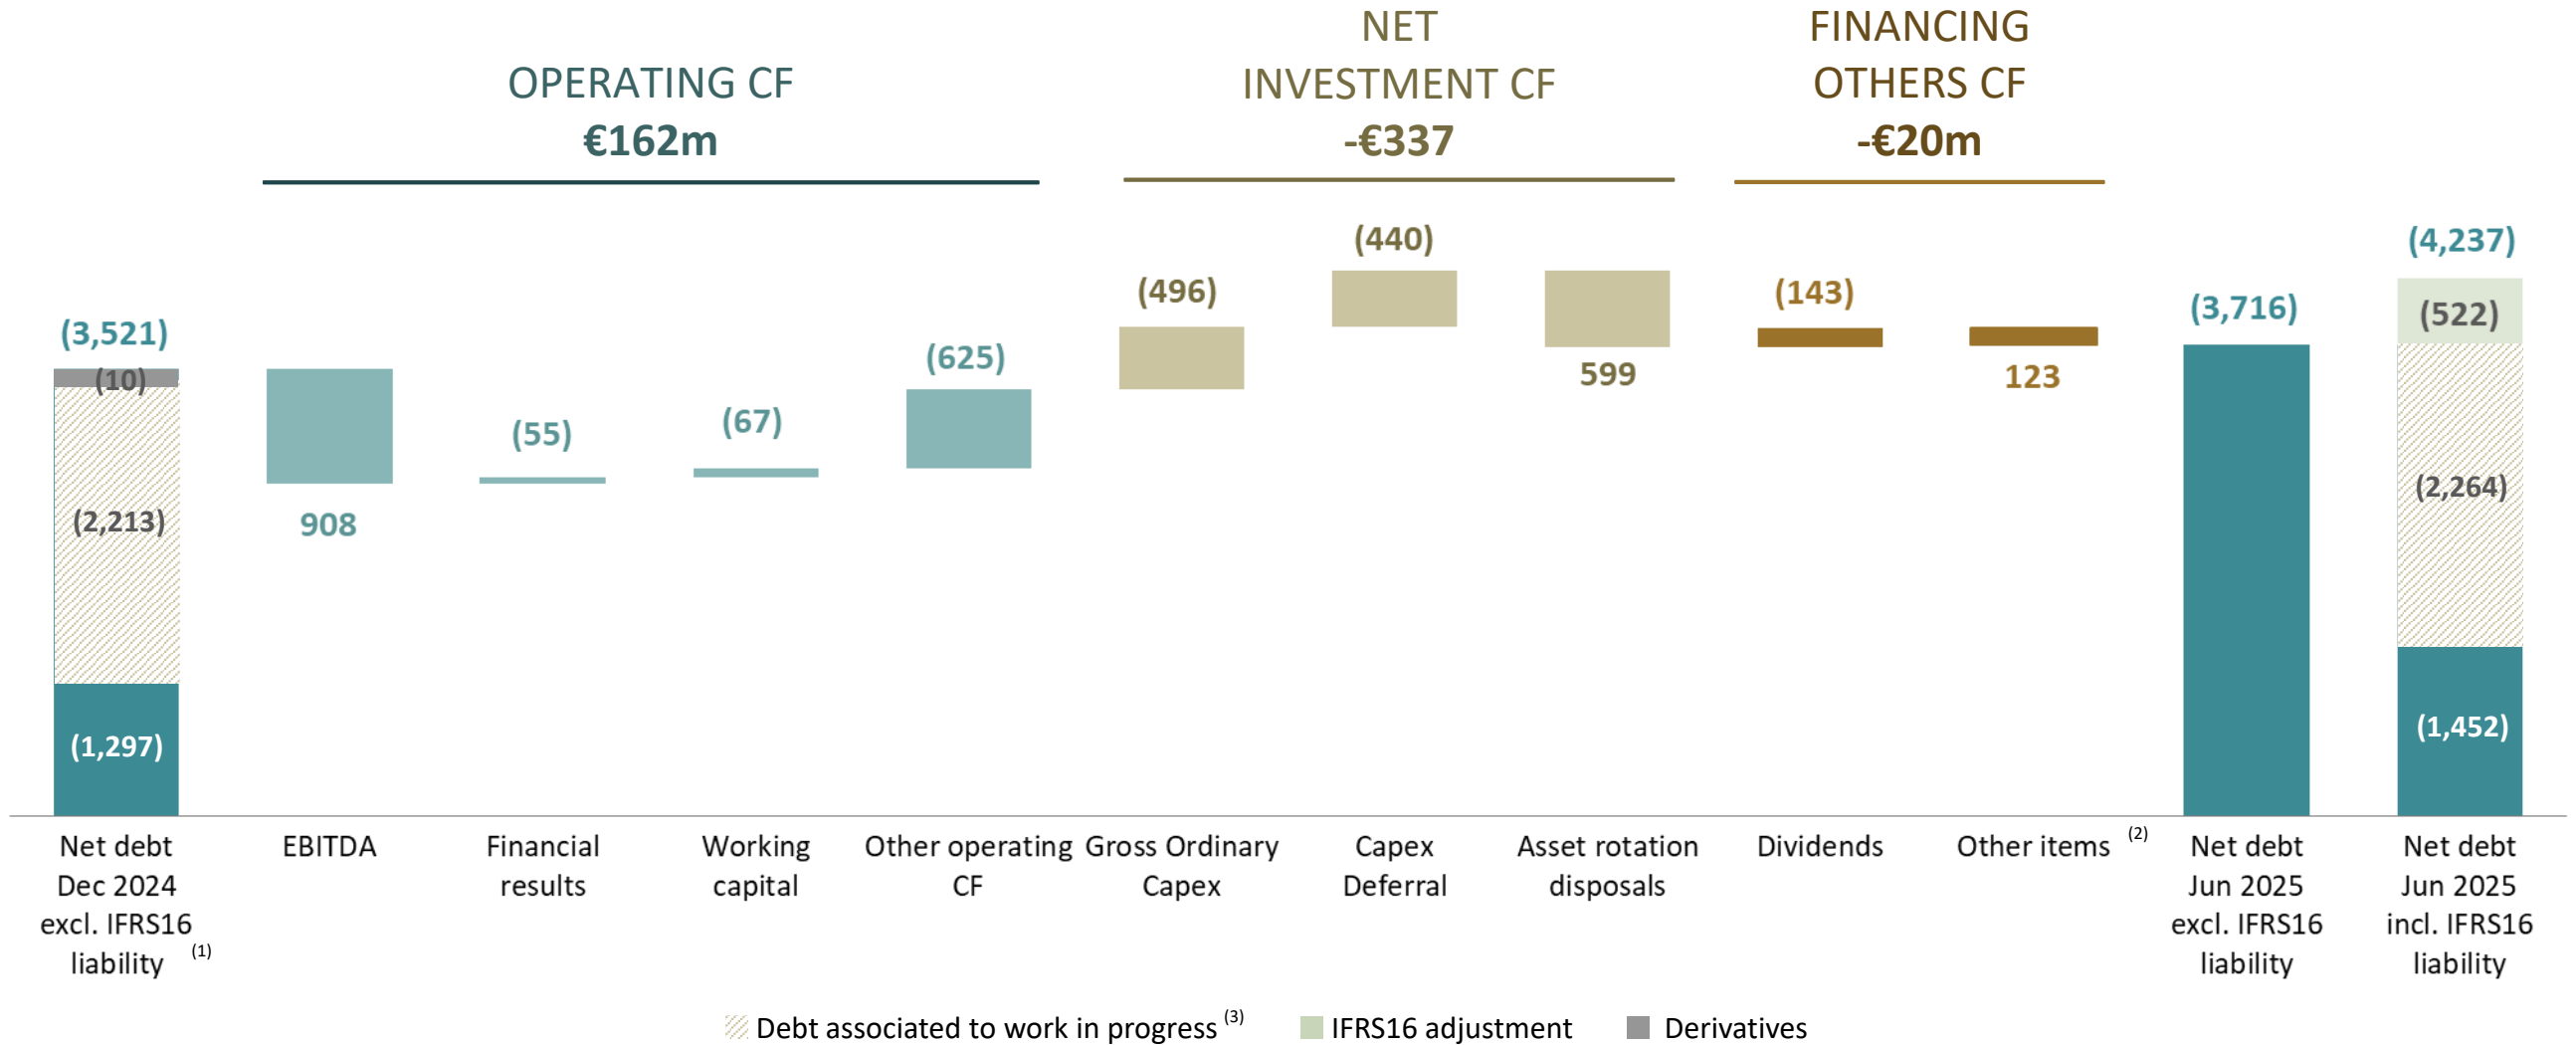 OPERATING CF
€162m
NET
INVESTMENT CF
-€337
FINANCING
OTHERS CF
-€20m
(3,521)
(10)
(2,213)
(1,297)
908
(55)
(67)
(625)
(496)
(440)
599
(143)
123
(3,716)
(4,237)
(522)
(2,264)
(1,452)
Net debt
Dec 2024
excl. IFRS16
liability (1)
EBITDA
Financial
results
Working
capital
Other operating
CF
Gross Ordinary
Capex
Capex
Deferral
Asset rotation
disposals
Dividends
Other items (2)
Net debt
Jun 2025
excl. IFRS16
liability
Net debt
Jun 2025
incl. IFRS16
liability
Debt associated to work in progress (3)
IFRS16 adjustment
Derivatives